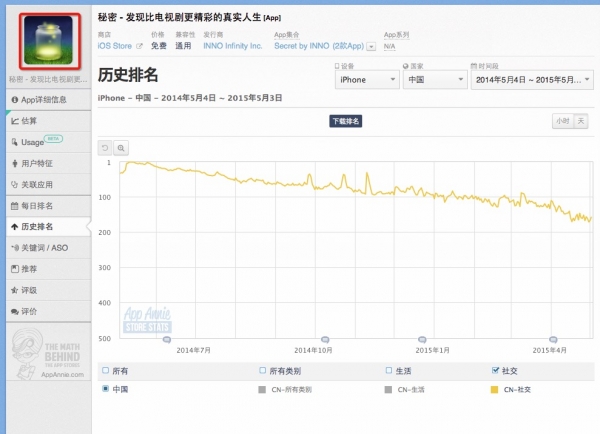 秘密 - 发现比电视剧更精彩的真实人生 [App]
商店 价格 兼容性 发行商 App集合 App系列
iOS Store 免费 通用 INNO Infinity Inc. Secret by INNO (2款App) N/A
秘密 - 发现比电视剧更...
App详细信息
估算
Usage BETA
用户特征
关联应用
每日排名
历史排名
关键词 / ASO
推荐
评级
评价
THE MATH
BEHIND
THE APP STORES
AppAnnie.com
历史排名
设备 国家 时间段
iPhone 中国 2014年5月4日 ~ 2015年5月...
iPhone - 中国 - 2014年5月4日 ~ 2015年5月3日
下载排名
小时 天
1
100
200
300
400
500
App Annie
STORE STATS
2014年7月 2014年10月 2015年1月 2015年4月
所有 所有类别 生活 社交
中国 CN-所有类别 CN-生活 CN-社交